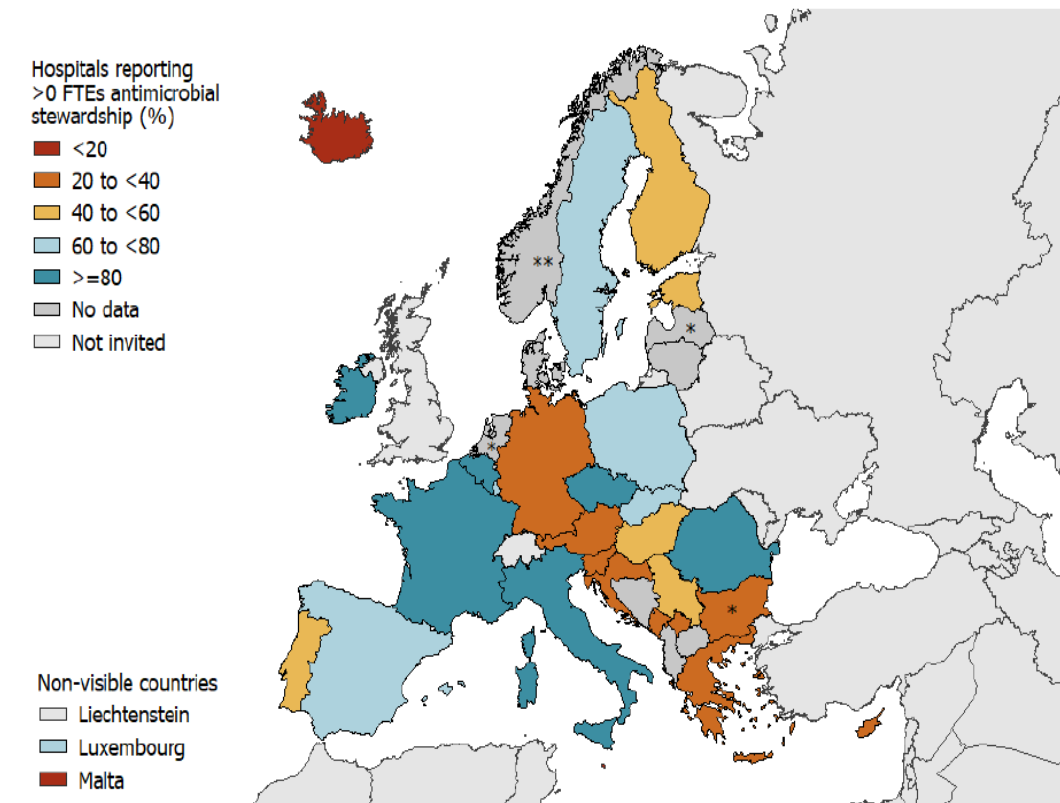 Hospitals reporting
>0 FTEs antimicrobial
stewardship (%)
<20
20 to <40
40 to <60
60 to <80
>=80
No data
Not invited
**
*
*
*
Non-visible countries
Liechtenstein
Luxembourg
Malta